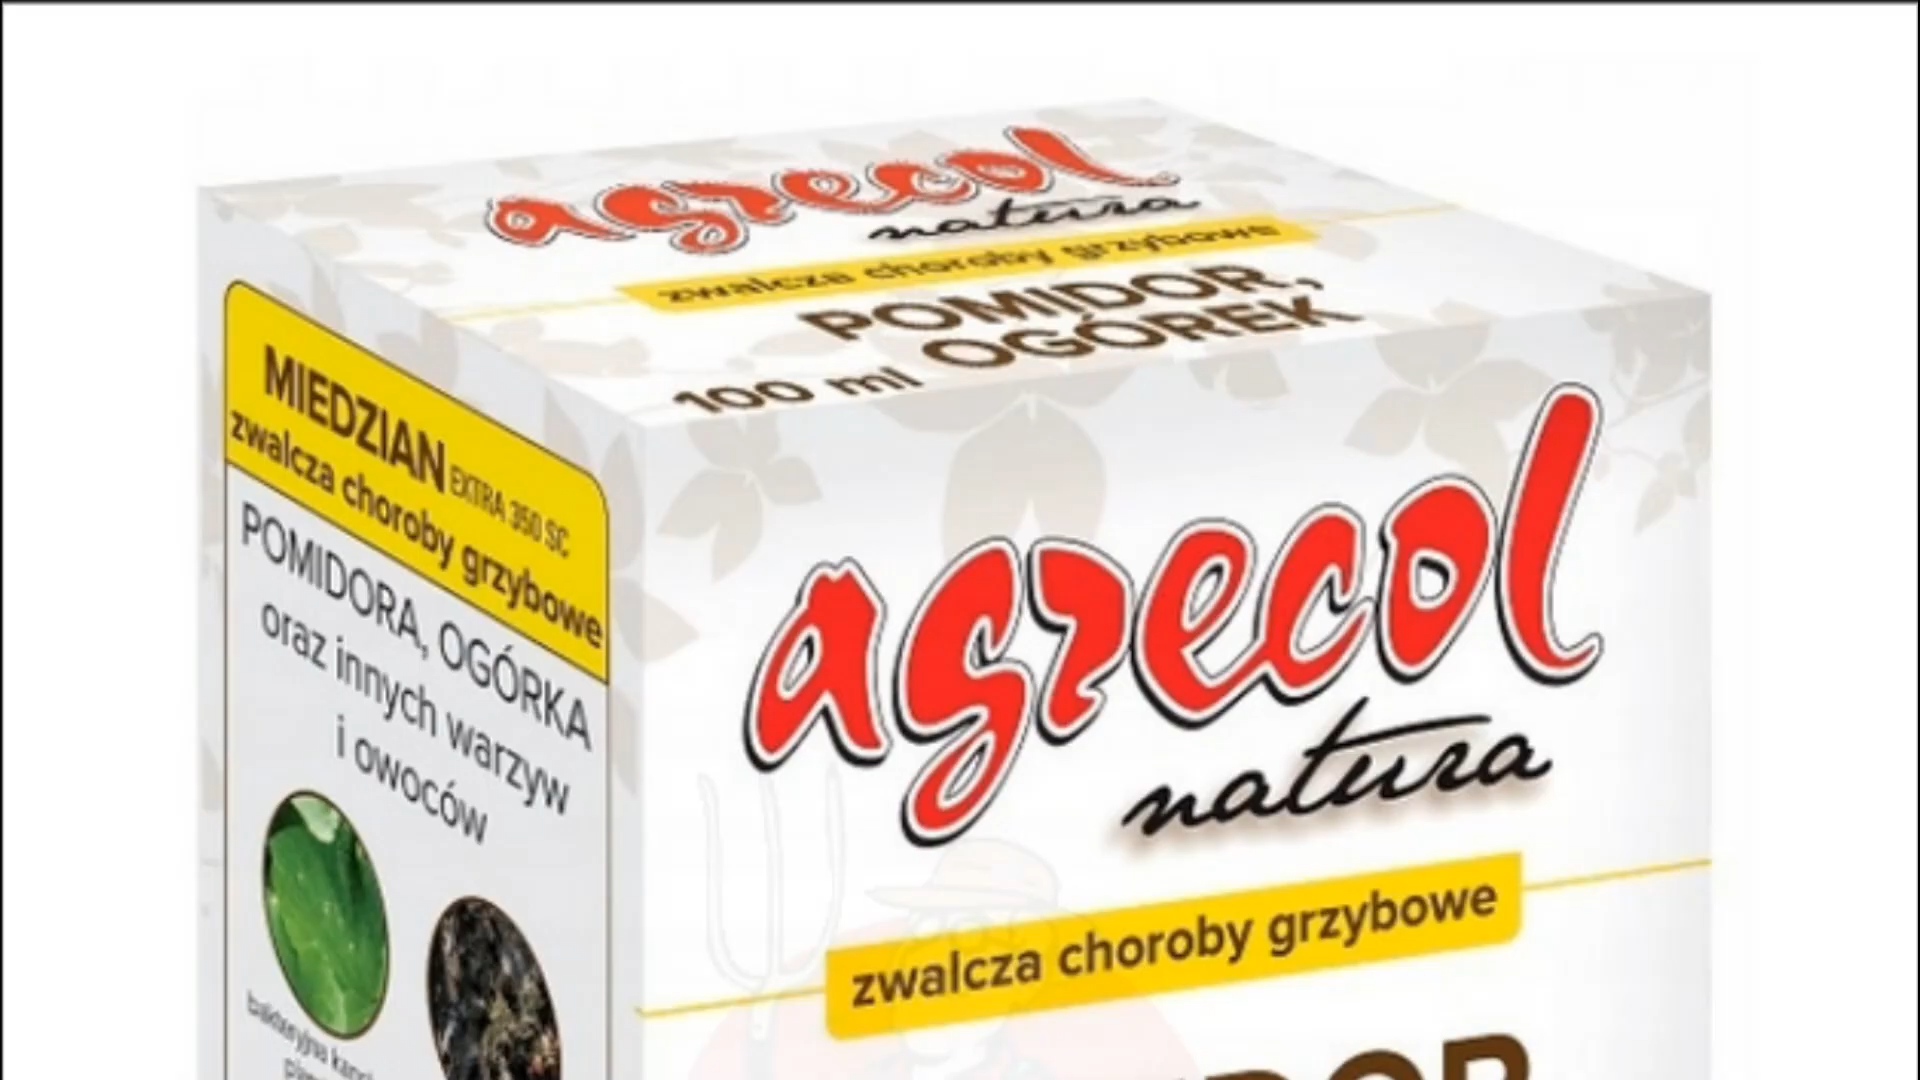 agrecol
natura
zwalcza choroby grzybowe
POMIDOR,
100 ml OGÓREK
MIEDZIAN EXTRA 350 SC
zwalcza choroby grzybowe
POMIDORA, OGÓRKA
oraz innych warzyw
i owoców
bakteryjna
agrecol
natura
zwalcza choroby grzybowe